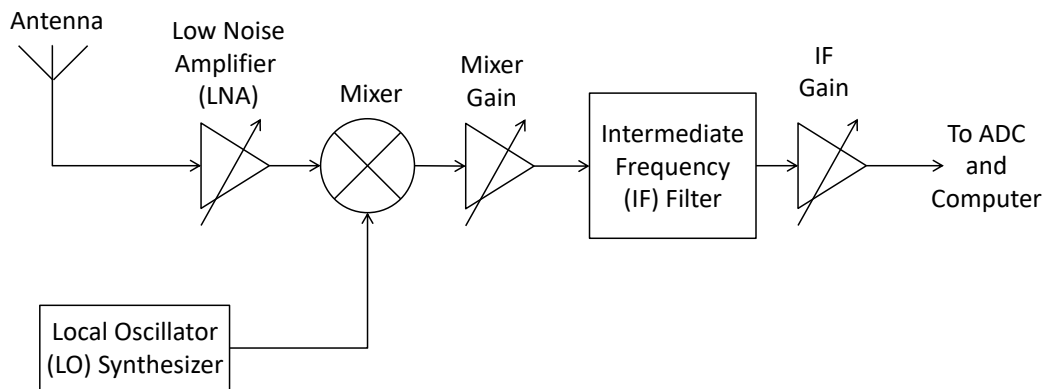 Antenna
Low Noise
Amplifier
(LNA)
Mixer
Mixer
Gain
Intermediate
Frequency
(IF) Filter
IF
Gain
To ADC
and
Computer
Local Oscillator
(LO) Synthesizer